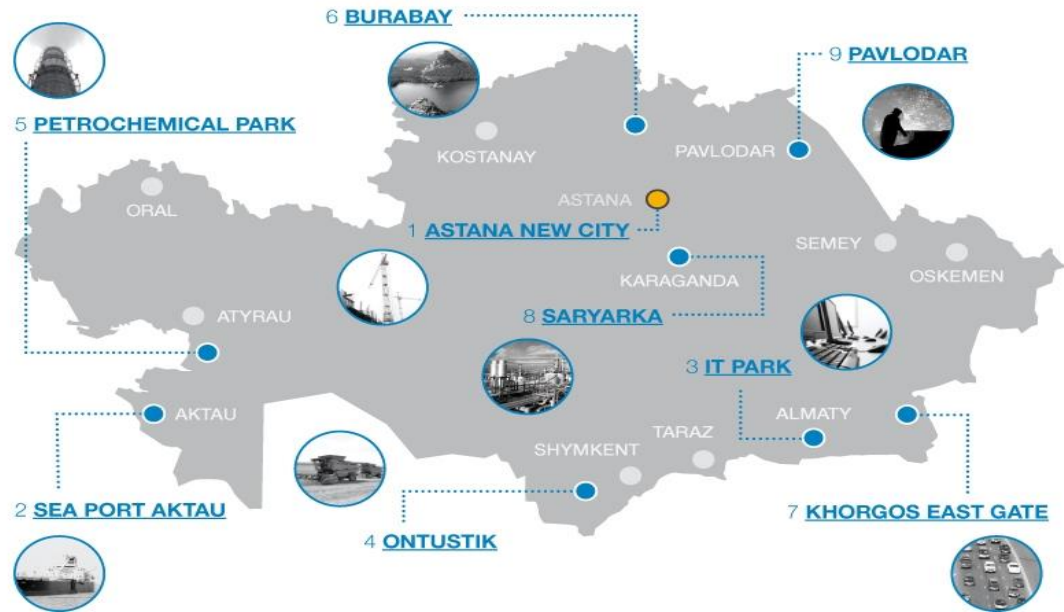 6 BURABAY
9 PAVLODAR
5 PETROCHEMICAL PARK
KOSTANAY
PAVLODAR
ORAL
ASTANA
1 ASTANA NEW CITY
SEMEY
OSKEMEN
KARAGANDA
ATYRAU
8 SARYARKA
3 IT PARK
AKTAU
ALMATY
TARAZ
SHYMKENT
2 SEA PORT AKTAU
7 KHORGOS EAST GATE
4 ONTUSTIK